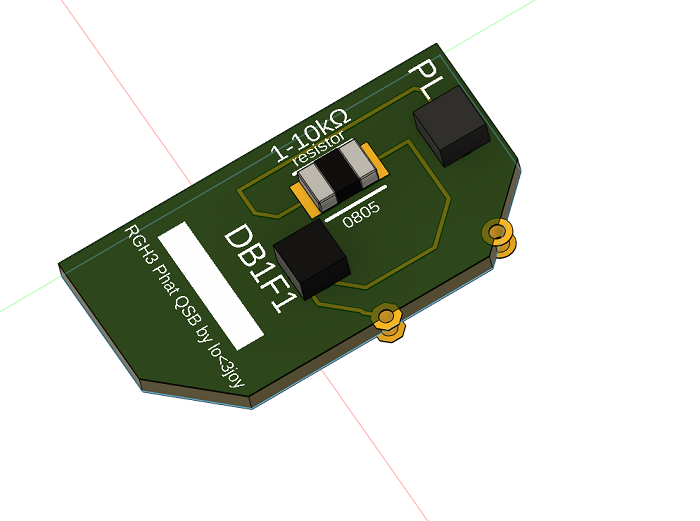 PL
1-10kΩ
resistor
0805
DB1F1
RGH3 Phat QSB by lo<3joy